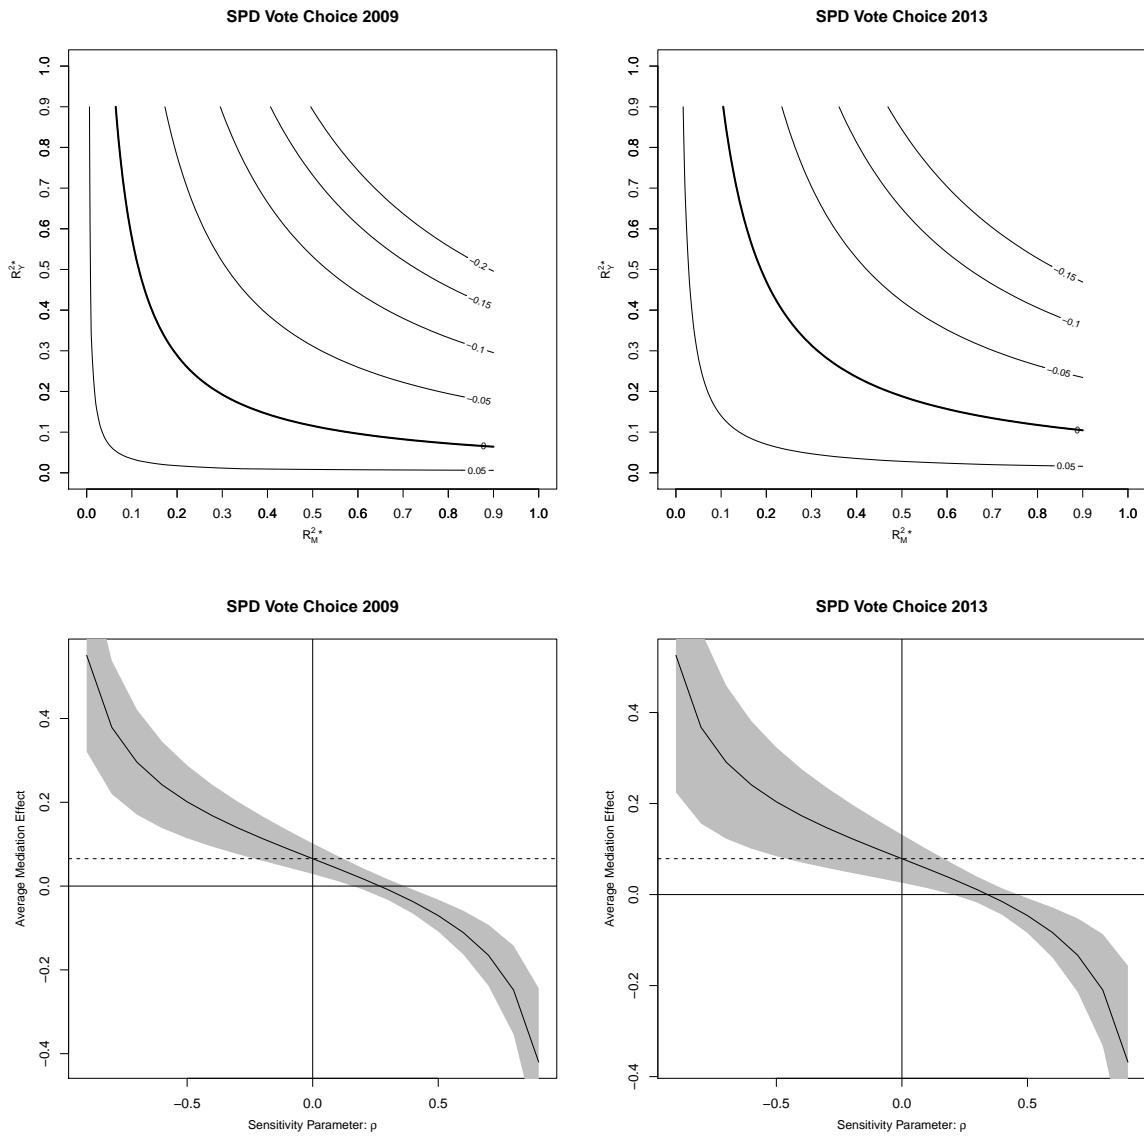 SPD Vote Choice 2009
1.0
0.9
0.8
0.7
0.6
0.5
0.4
0.3
0.2
0.1
0.0
R²*Y
−0.2
−0.15
−0.1
−0.05
0
0.05
0.0 0.1 0.2 0.3 0.4 0.5 0.6 0.7 0.8 0.9 1.0
R²*M
SPD Vote Choice 2013
1.0
0.9
0.8
0.7
0.6
0.5
0.4
0.3
0.2
0.1
0.0
R²*Y
−0.15
−0.1
−0.05
0
0.05
0.0 0.1 0.2 0.3 0.4 0.5 0.6 0.7 0.8 0.9 1.0
R²*M
SPD Vote Choice 2009
Average Mediation Effect
0.4
0.2
0.0
−0.2
−0.4
−0.5 0.0 0.5
Sensitivity Parameter: ρ
SPD Vote Choice 2013
Average Mediation Effect
0.4
0.2
0.0
−0.2
−0.4
−0.5 0.0 0.5
Sensitivity Parameter: ρ